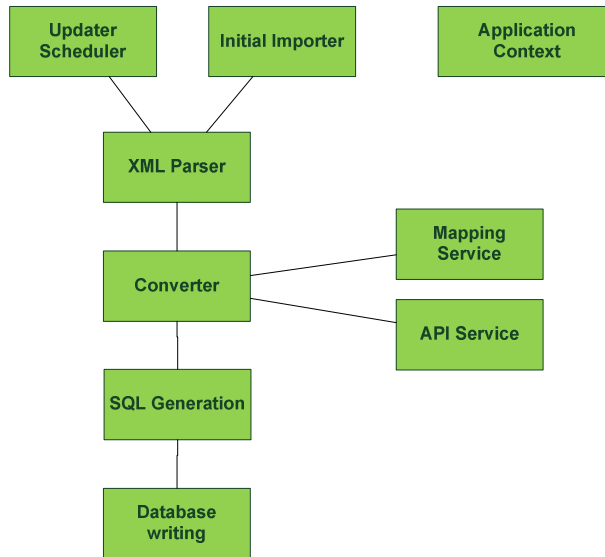 Updater
Scheduler
Initial Importer
Application
Context
XML Parser
Mapping
Service
Converter
API Service
SQL Generation
Database
writing